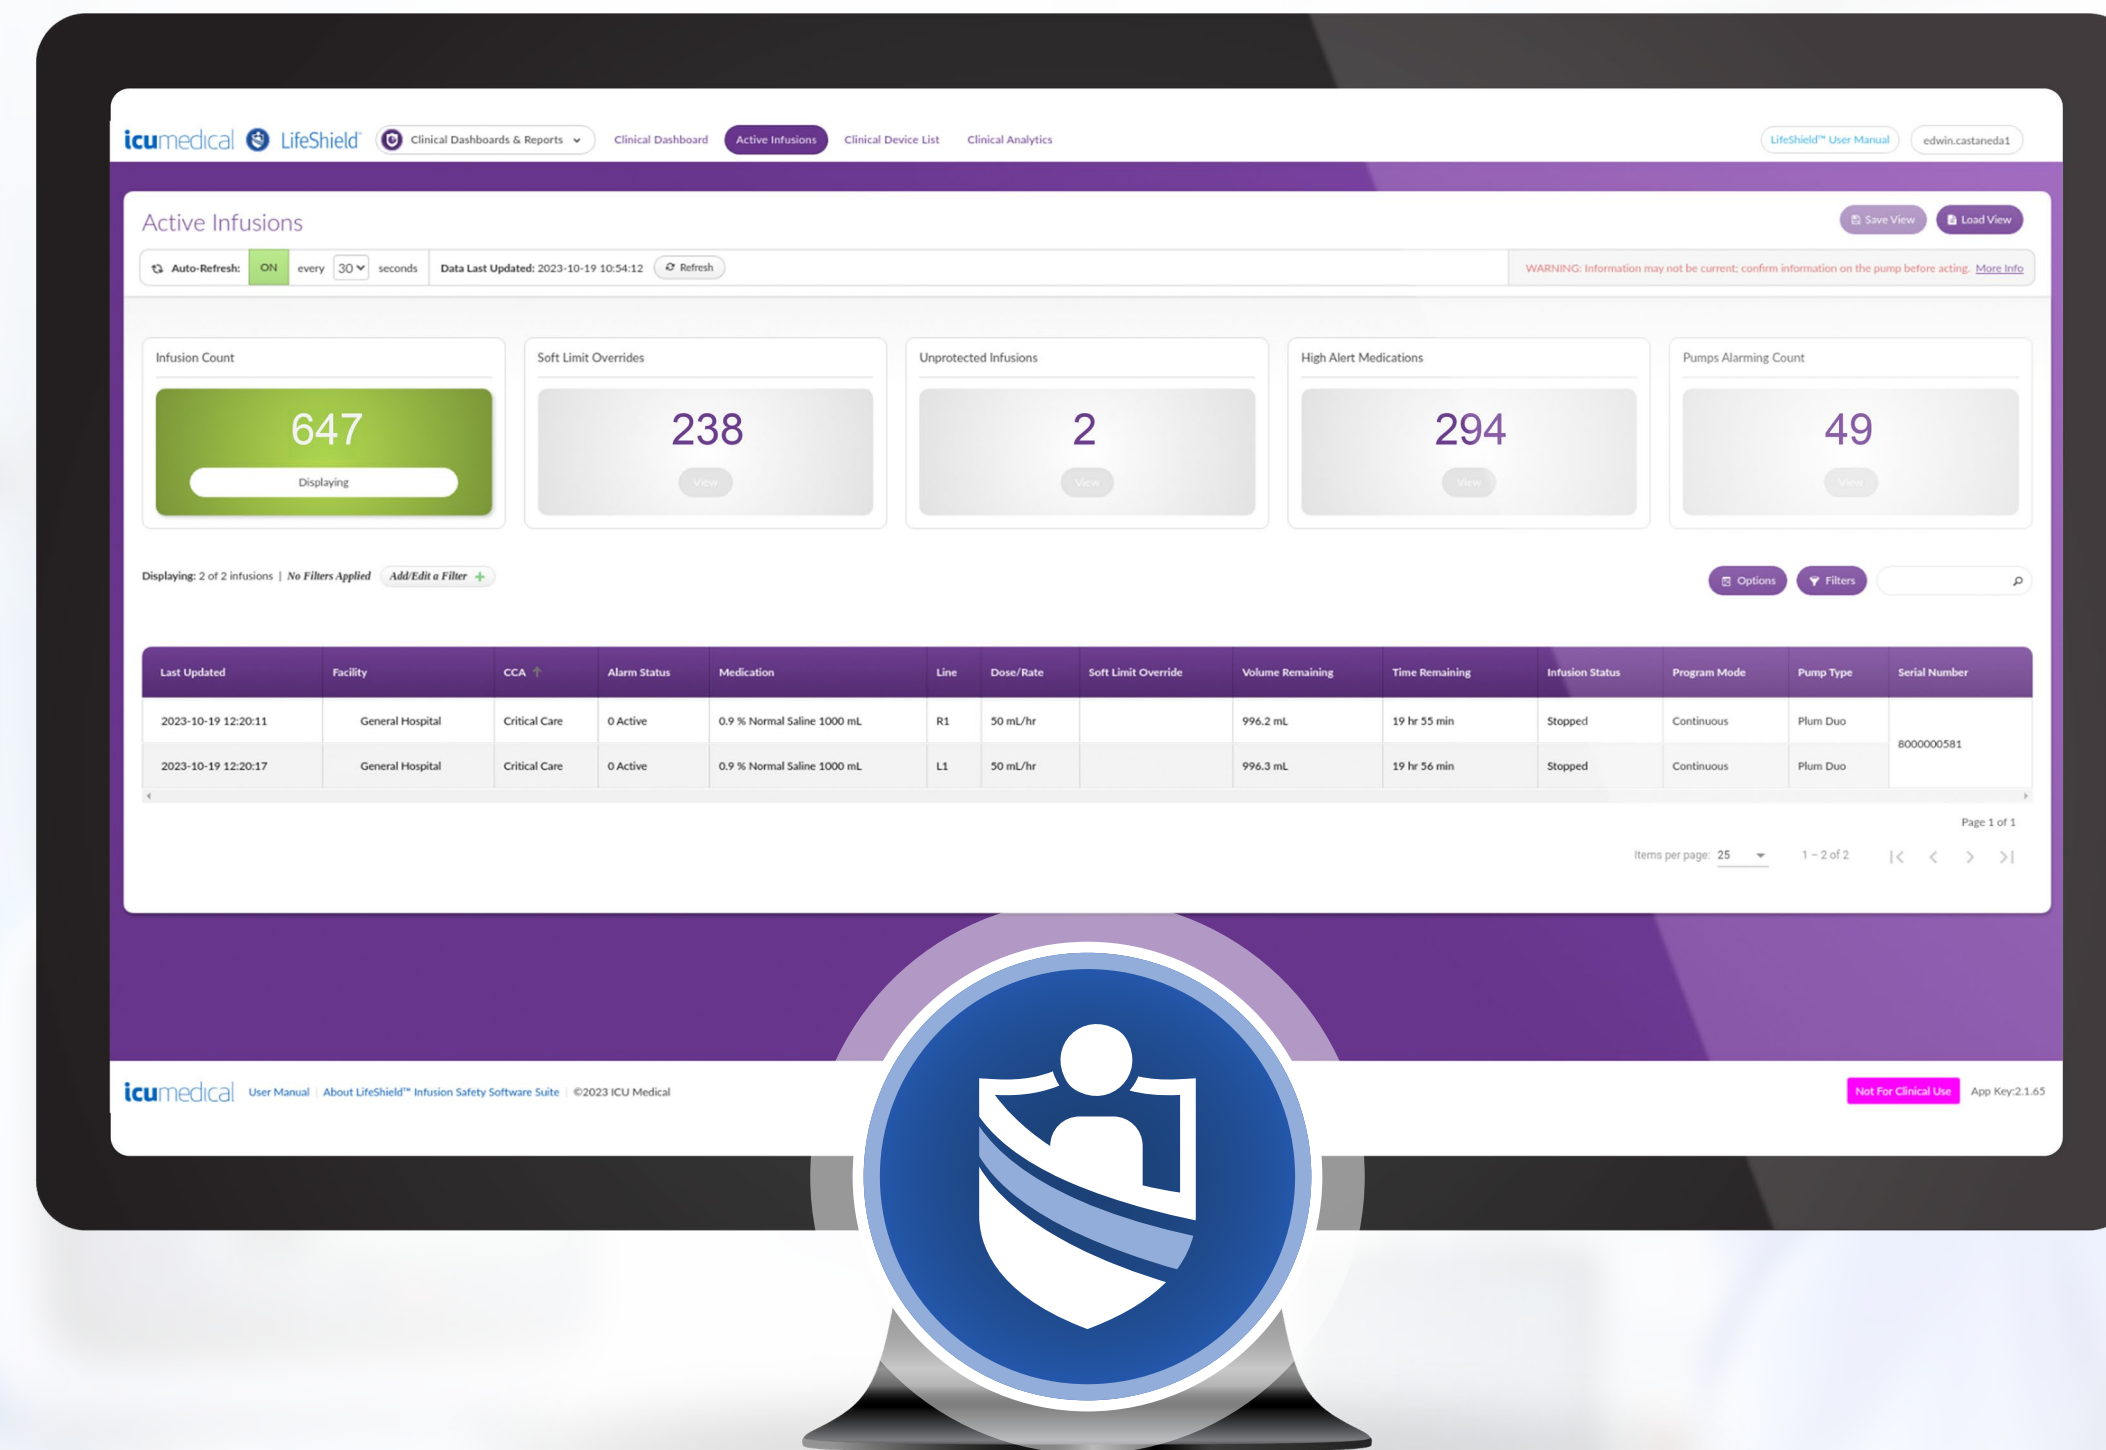 icumedical LifeShield™ Clinical Dashboards & Reports Clinical Dashboard Active Infusions Clinical Device List Clinical Analytics LifeShield™ User Manual edwin.castaneda1
Active Infusions Save View Load View
Auto-Refresh: ON every 30 seconds Data Last Updated: 2023-10-19 10:54:12 Refresh WARNING: Information may not be current; confirm information on the pump before acting. More Info
Infusion Count Soft Limit Overrides Unprotected Infusions High Alert Medications Pumps Alarming Count
647 238 2 294 49
Displaying View View View View
Displaying: 2 of 2 infusions | No Filters Applied Add/Edit a Filter + Options Filters
Last Updated Facility CCA Alarm Status Medication Line Dose/Rate Soft Limit Override Volume Remaining Time Remaining Infusion Status Program Mode Pump Type Serial Number
2023-10-19 12:20:11 General Hospital Critical Care 0 Active 0.9 % Normal Saline 1000 mL R1 50 mL/hr 996.2 mL 19 hr 55 min Stopped Continuous Plum Duo
8000000581
2023-10-19 12:20:17 General Hospital Critical Care 0 Active 0.9 % Normal Saline 1000 mL L1 50 mL/hr 996.3 mL 19 hr 56 min Stopped Continuous Plum Duo
Page 1 of 1
Items per page: 25 1 – 2 of 2
icumedical User Manual | About LifeShield™ Infusion Safety Software Suite | ©2023 ICU Medical Not For Clinical Use App Key:2.1.65